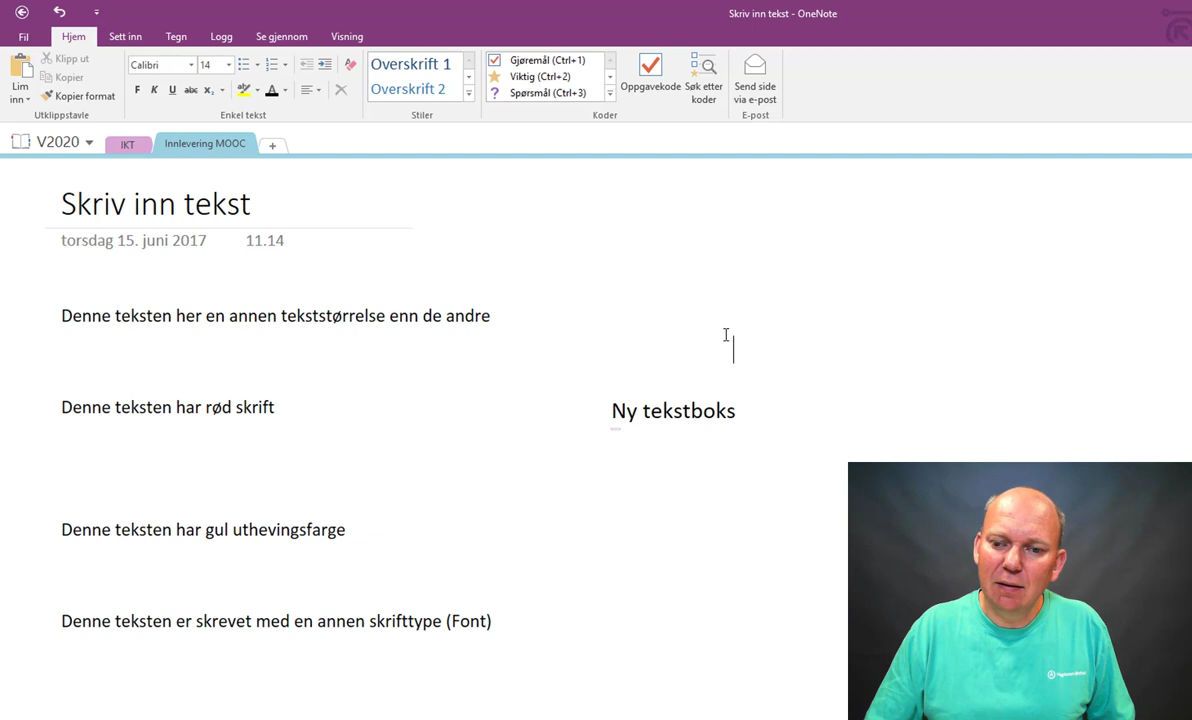 Skriv inn tekst - OneNote
Fil Hjem Sett inn Tegn Logg Se gjennom Visning
Lim inn
Klipp ut
Kopier
Kopier format
Utklippstavle
Calibri 14
F K U abc x₂ A
Enkel tekst
Overskrift 1
Overskrift 2
Stiler
Gjøremål (Ctrl+1)
Viktig (Ctrl+2)
? Spørsmål (Ctrl+3)
Oppgavekode
Søk etter koder
Koder
Send side via e-post
E-post
V2020 IKT Innlevering MOOC +
Skriv inn tekst
torsdag 15. juni 2017 11.14
Denne teksten her en annen tekststørrelse enn de andre
Denne teksten har rød skrift
Ny tekstboks
Denne teksten har gul uthevingsfarge
Denne teksten er skrevet med en annen skrifttype (Font)